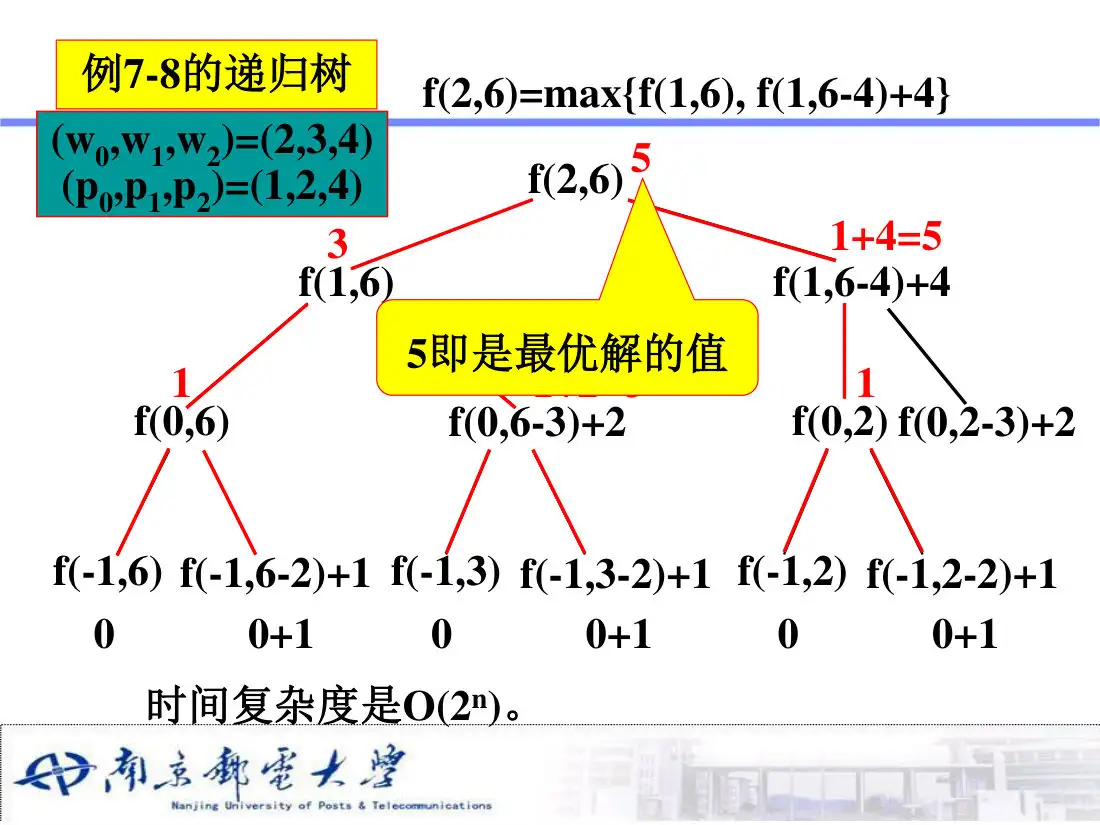 例7-8的递归树
f(2,6)=max{f(1,6), f(1,6-4)+4}
(w0,w1,w2)=(2,3,4)
(p0,p1,p2)=(1,2,4)
5
f(2,6)
3
1+4=5
f(1,6)
f(1,6-4)+4
5即是最优解的值
1
1
f(0,6)
f(0,6-3)+2
f(0,2)
f(0,2-3)+2
f(-1,6)
f(-1,6-2)+1
f(-1,3)
f(-1,3-2)+1
f(-1,2)
f(-1,2-2)+1
0
0+1
0
0+1
0
0+1
时间复杂度是O(2ⁿ)。
南京郵電大學
Nanjing University of Posts & Telecommunications